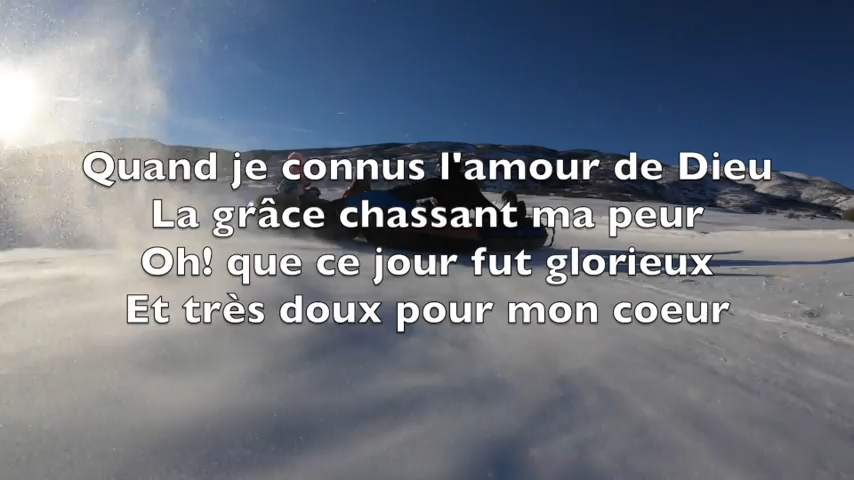 Quand je connus l'amour de Dieu
La grâce chassant ma peur
Oh! que ce jour fut glorieux
Et très doux pour mon coeur